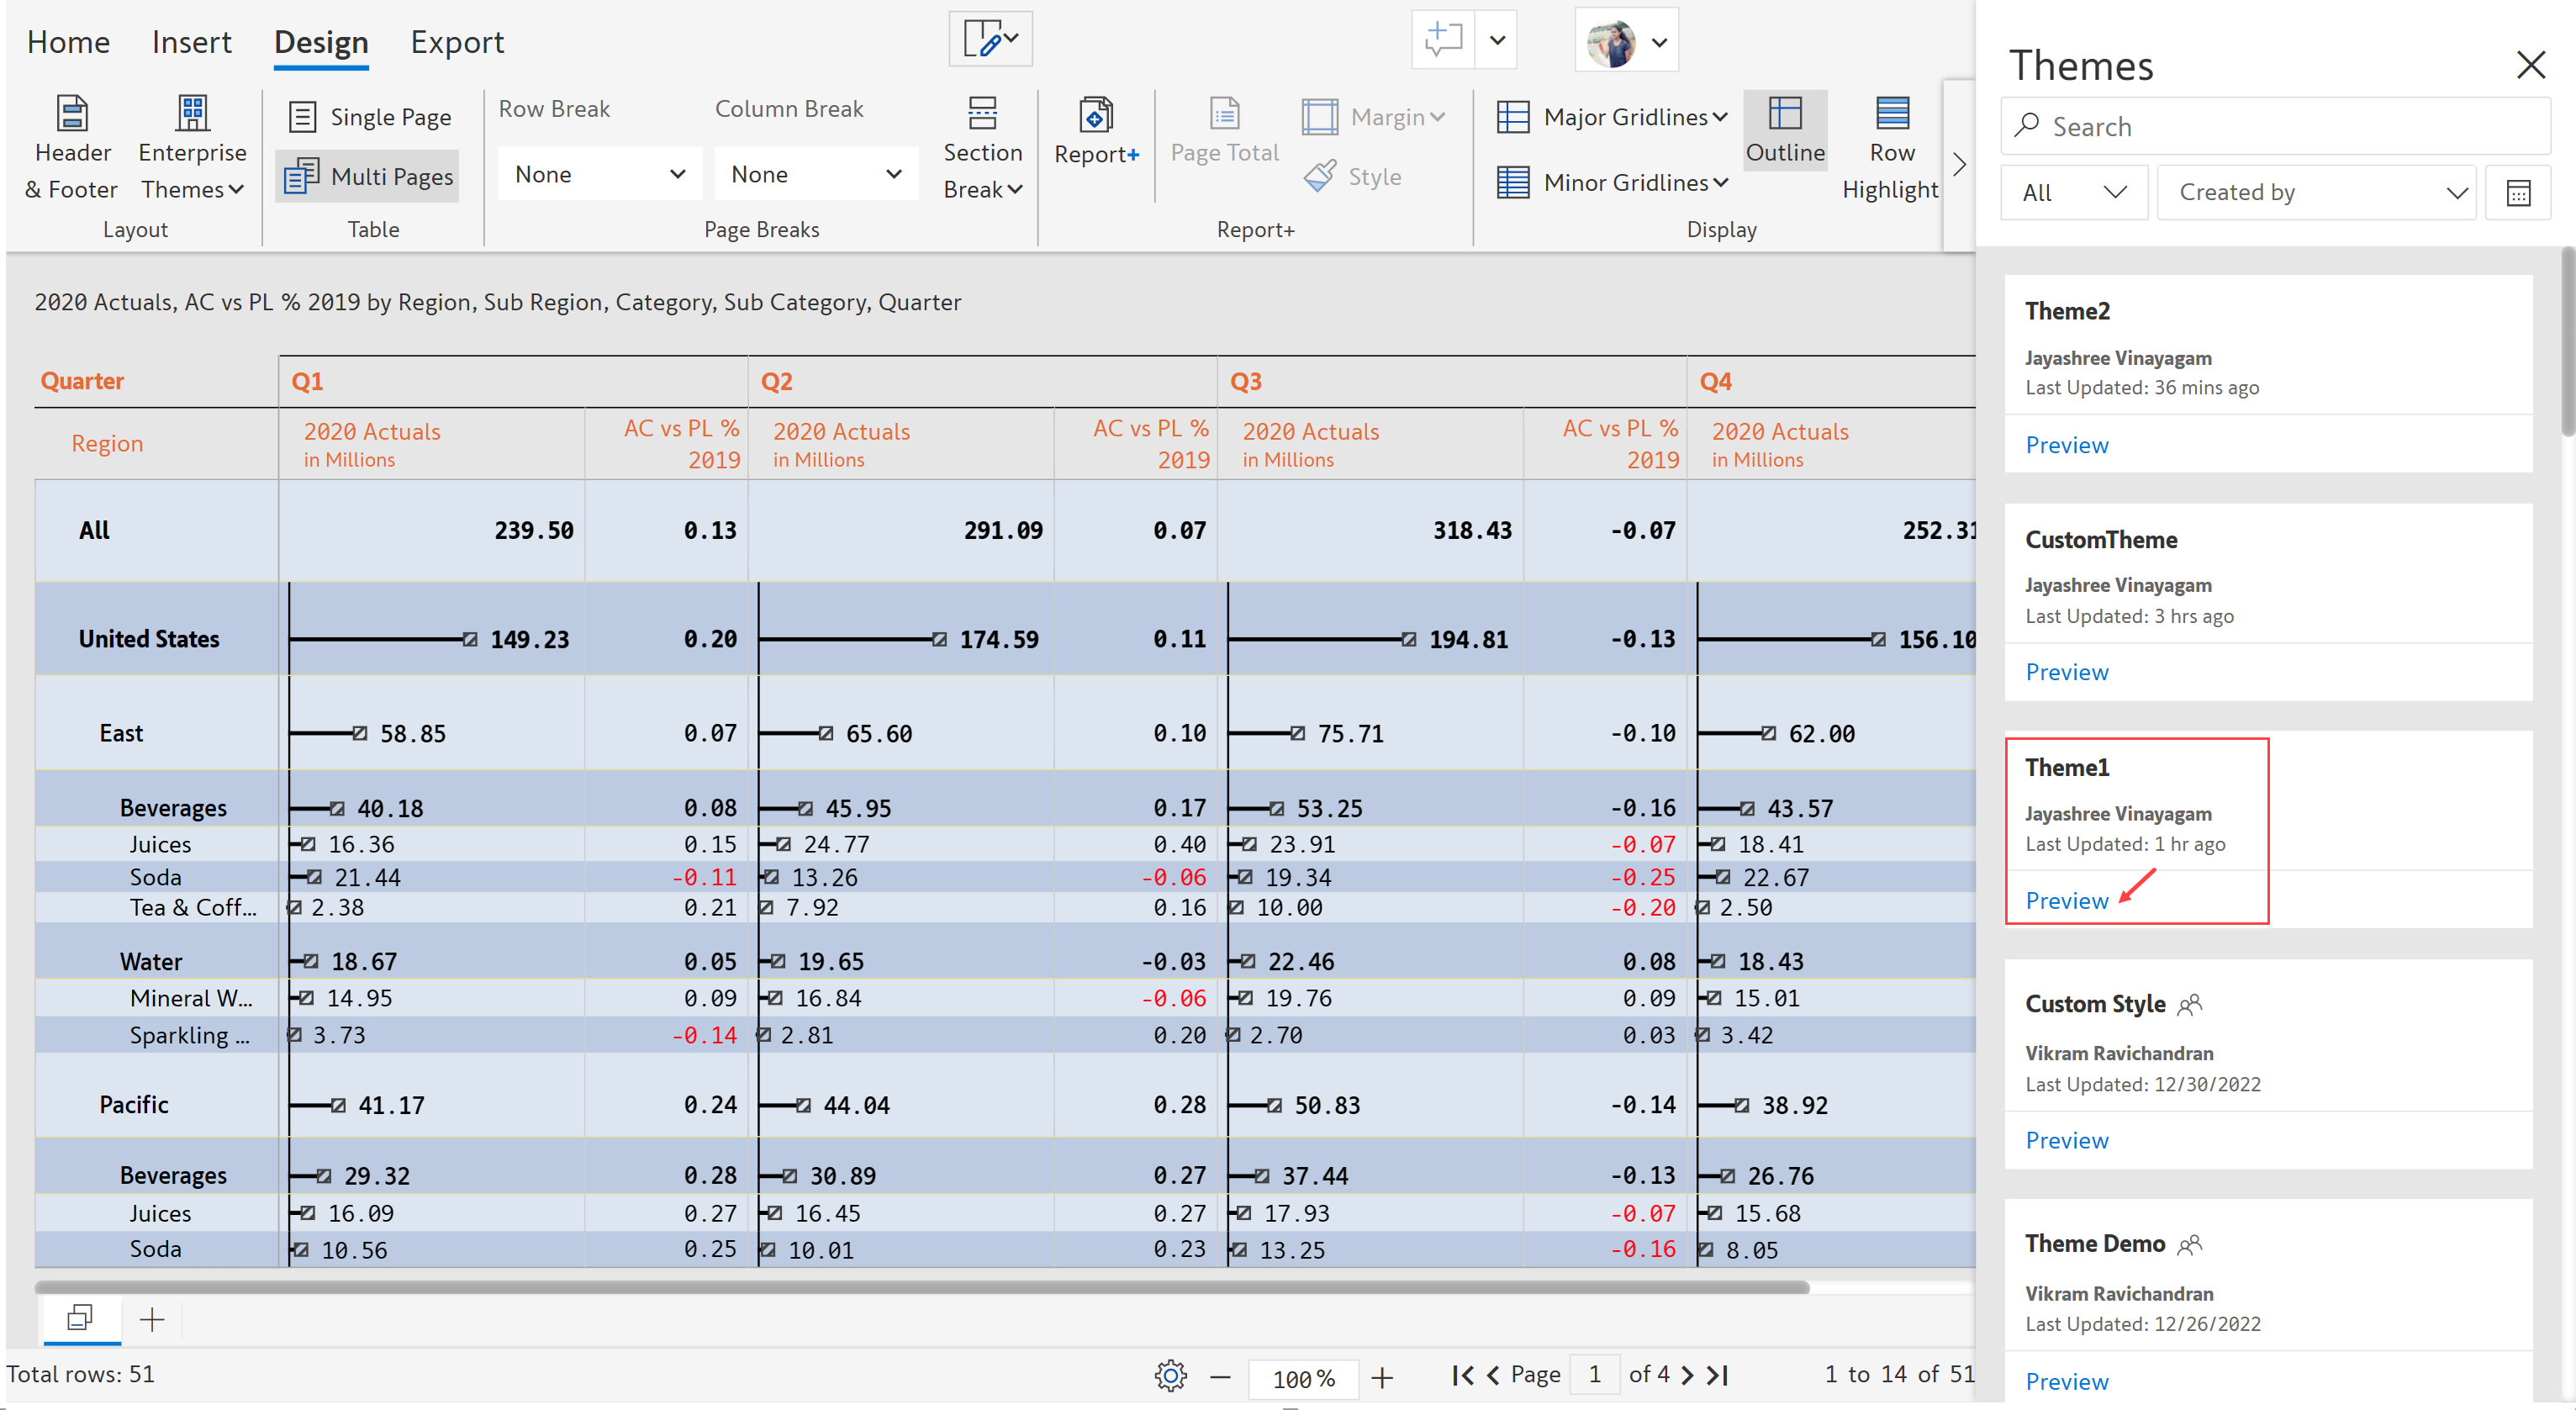 Home Insert Design Export
Header & Footer
Enterprise Themes
Layout
Single Page
Multi Pages
Table
Row Break
None
Column Break
None
Section Break
Page Breaks
Report+
Page Total
Margin
Style
Report+
Major Gridlines
Minor Gridlines
Outline
Row Highlight
Display
2020 Actuals, AC vs PL % 2019 by Region, Sub Region, Category, Sub Category, Quarter
Quarter Q1 Q2 Q3 Q4
Region 2020 Actuals in Millions AC vs PL % 2019 2020 Actuals in Millions AC vs PL % 2019 2020 Actuals in Millions AC vs PL % 2019 2020 Actuals in Millions
All 239.50 0.13 291.09 0.07 318.43 -0.07 252.31
United States 149.23 0.20 174.59 0.11 194.81 -0.13 156.10
East 58.85 0.07 65.60 0.10 75.71 -0.10 62.00
Beverages 40.18 0.08 45.95 0.17 53.25 -0.16 43.57
Juices 16.36 0.15 24.77 0.40 23.91 -0.07 18.41
Soda 21.44 -0.11 13.26 -0.06 19.34 -0.25 22.67
Tea & Coff... 2.38 0.21 7.92 0.16 10.00 -0.20 2.50
Water 18.67 0.05 19.65 -0.03 22.46 0.08 18.43
Mineral W... 14.95 0.09 16.84 -0.06 19.76 0.09 15.01
Sparkling ... 3.73 -0.14 2.81 0.20 2.70 0.03 3.42
Pacific 41.17 0.24 44.04 0.28 50.83 -0.14 38.92
Beverages 29.32 0.28 30.89 0.27 37.44 -0.13 26.76
Juices 16.09 0.27 16.45 0.27 17.93 -0.07 15.68
Soda 10.56 0.25 10.01 0.23 13.25 -0.16 8.05
Total rows: 51
100 %
Page 1 of 4
1 to 14 of 51
Themes
Search
All
Created by
Theme2
Jayashree Vinayagam
Last Updated: 36 mins ago
Preview
CustomTheme
Jayashree Vinayagam
Last Updated: 3 hrs ago
Preview
Theme1
Jayashree Vinayagam
Last Updated: 1 hr ago
Preview
Custom Style
Vikram Ravichandran
Last Updated: 12/30/2022
Preview
Theme Demo
Vikram Ravichandran
Last Updated: 12/26/2022
Preview